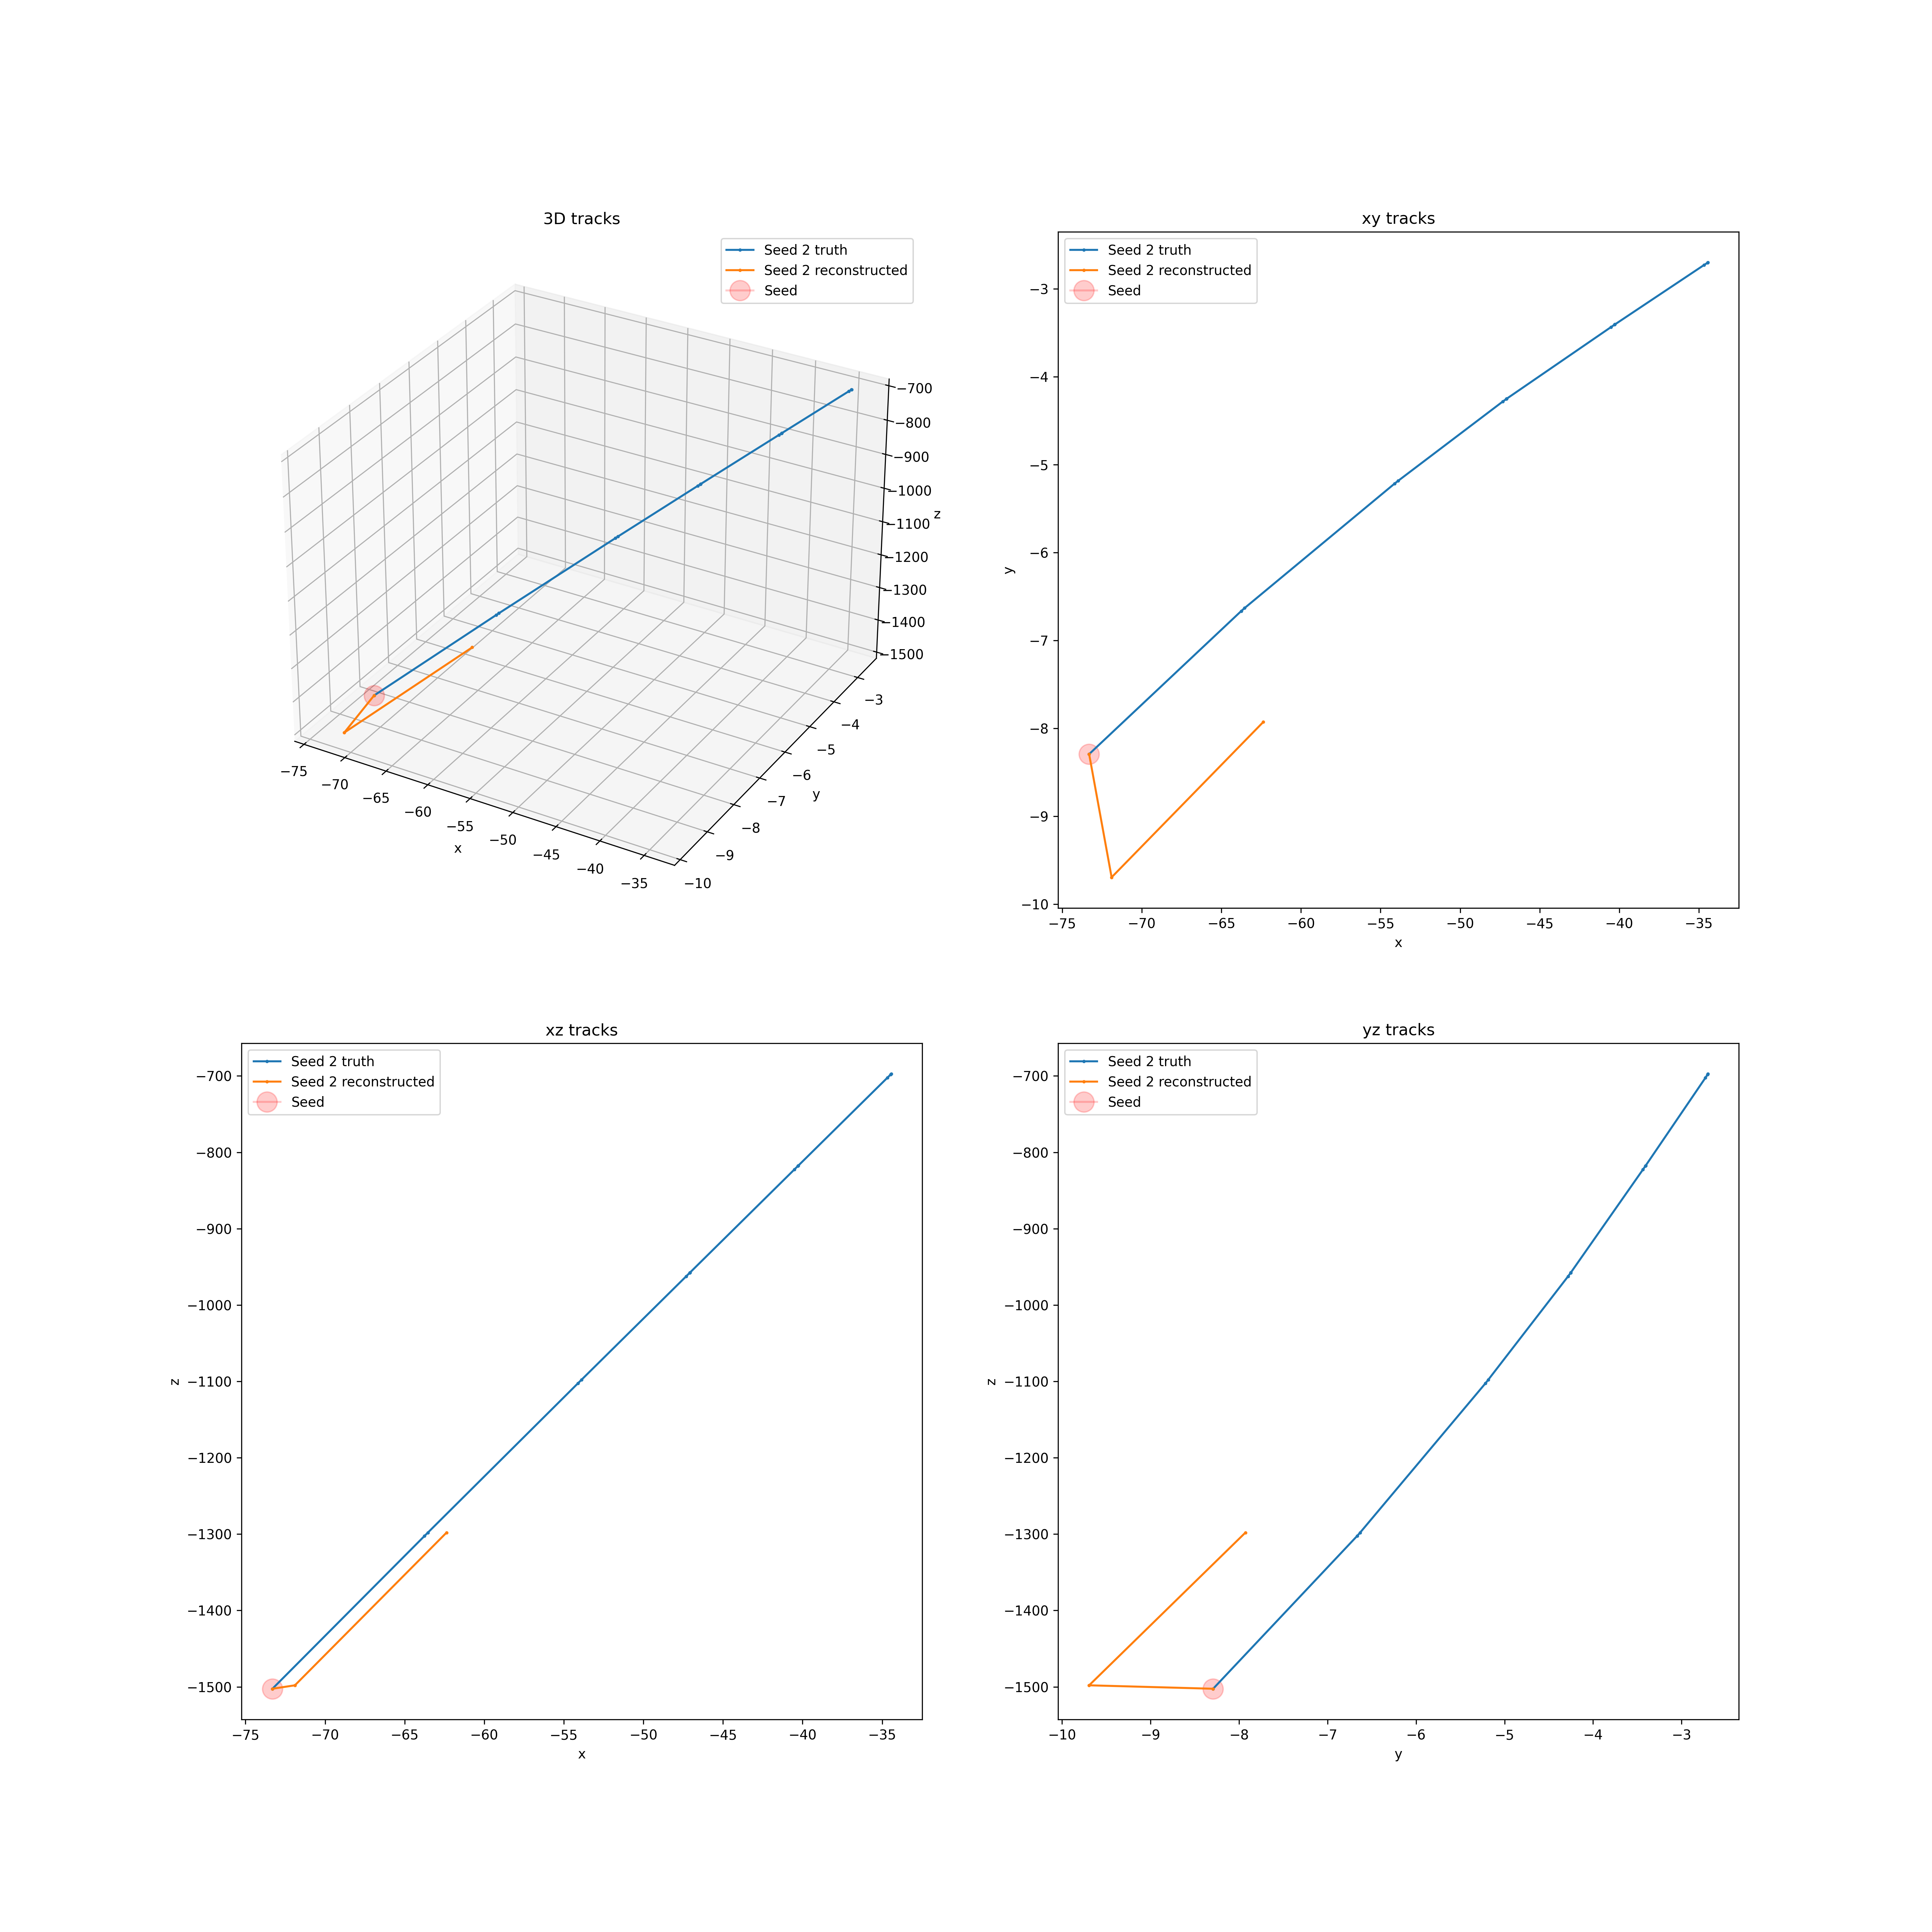 3D tracks
Seed 2 truth
Seed 2 reconstructed
Seed
−700
−800
−900
−1000
−1100
−1200
−1300
−1400
−1500
z
−3
−4
−5
−6
−7
−8
−9
−10
y
−75
−70
−65
−60
−55
−50
−45
−40
−35
x
xy tracks
Seed 2 truth
Seed 2 reconstructed
Seed
−3
−4
−5
−6
−7
−8
−9
−10
y
−75 −70 −65 −60 −55 −50 −45 −40 −35
x
xz tracks
Seed 2 truth
Seed 2 reconstructed
Seed
−700
−800
−900
−1000
−1100
−1200
−1300
−1400
−1500
z
−75 −70 −65 −60 −55 −50 −45 −40 −35
x
yz tracks
Seed 2 truth
Seed 2 reconstructed
Seed
−700
−800
−900
−1000
−1100
−1200
−1300
−1400
−1500
z
−10 −9 −8 −7 −6 −5 −4 −3
y